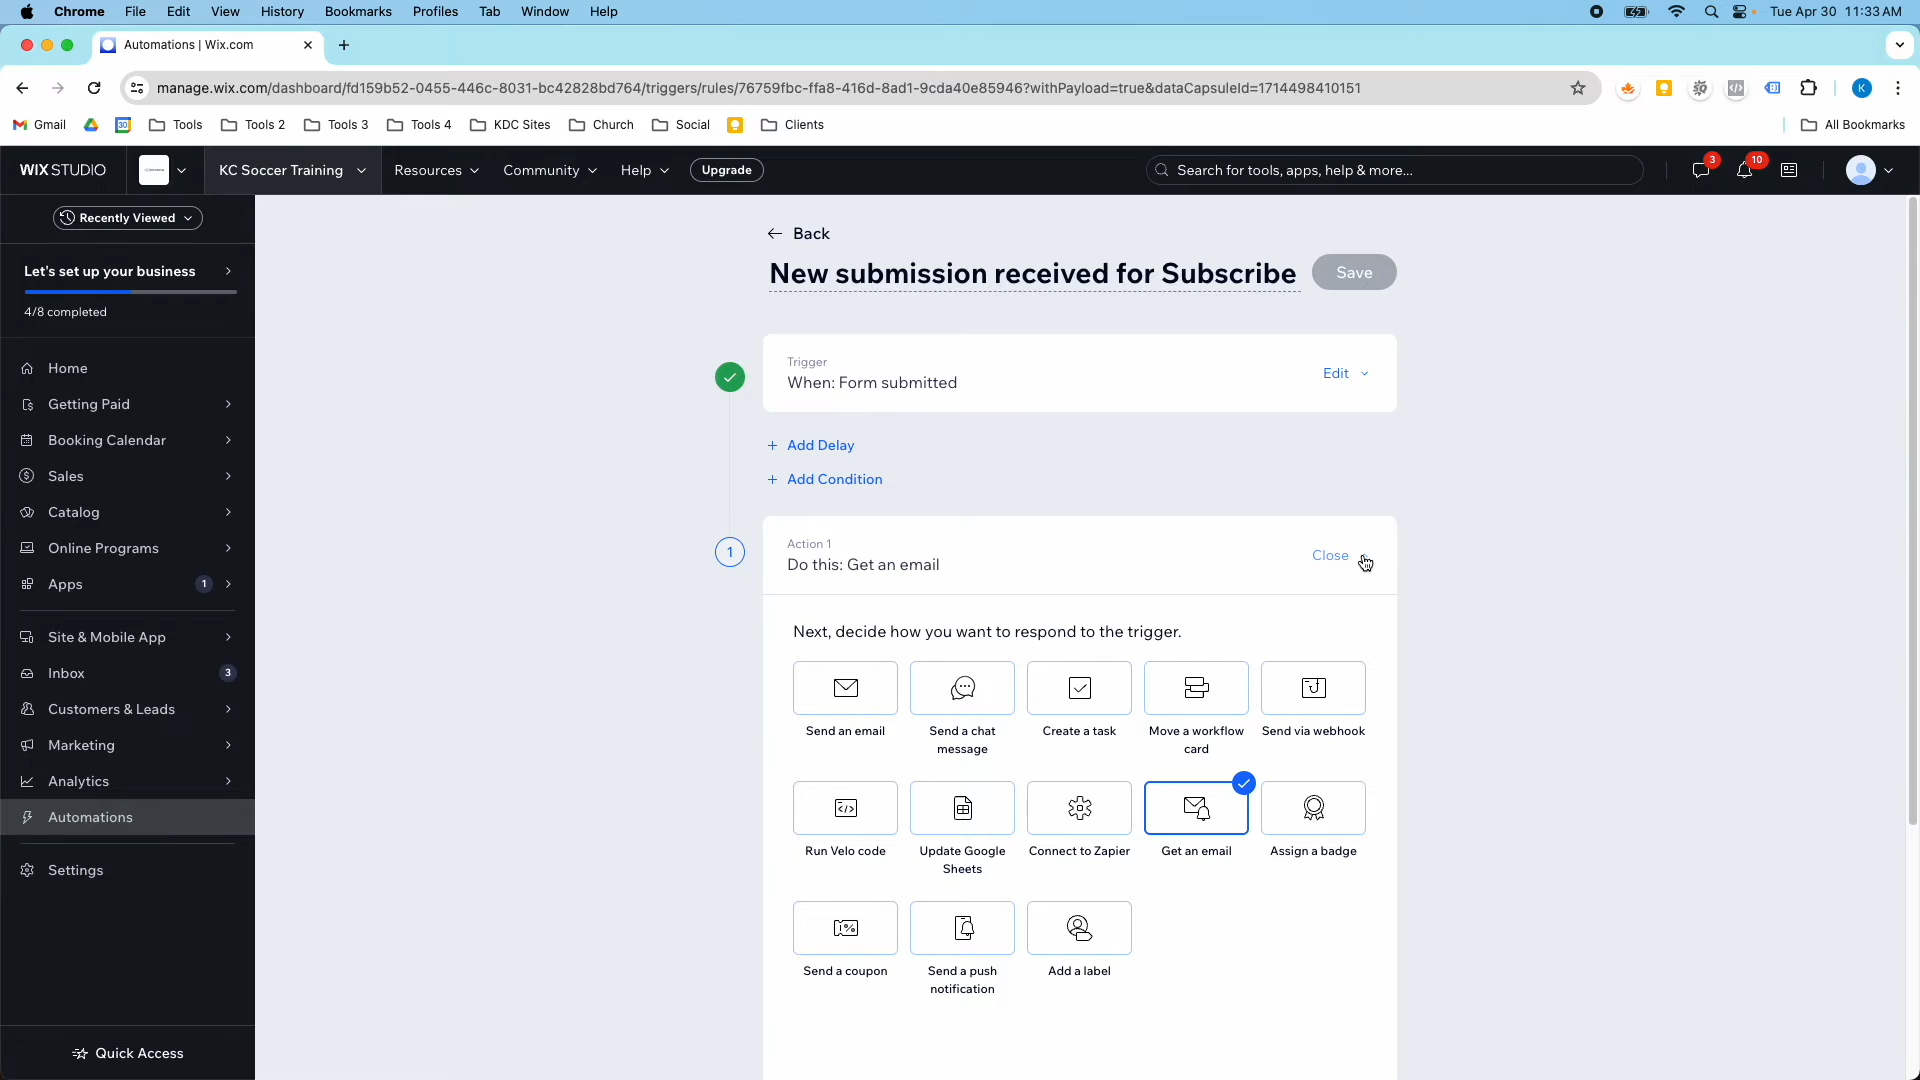 Chrome File Edit View History Bookmarks Profiles Tab Window Help Tue Apr 30 11:33 AM
Automations | Wix.com
manage.wix.com/dashboard/fd159b52-0455-446c-8031-bc42828bd764/triggers/rules/76759fbc-ffa8-416d-8ad1-9cda40e85946?withPayload=true&dataCapsuleId=1714498410151
K
Gmail Tools Tools 2 Tools 3 Tools 4 KDC Sites Church Social Clients All Bookmarks
WIX STUDIO KC Soccer Training Resources Community Help Upgrade Search for tools, apps, help & more... 3 10
Recently Viewed
Let's set up your business
4/8 completed
Home
Getting Paid
Booking Calendar
Sales
Catalog
Online Programs
Apps 1
Site & Mobile App
Inbox 3
Customers & Leads
Marketing
Analytics
Automations
Settings
Quick Access
Back
New submission received for Subscribe Save
Trigger
When: Form submitted
Edit
+ Add Delay
+ Add Condition
1
Action 1
Do this: Get an email
Close
Next, decide how you want to respond to the trigger.
Send an email
Send a chat
message
Create a task
Move a workflow
card
Send via webhook
Run Velo code
Update Google
Sheets
Connect to Zapier
Get an email
Assign a badge
Send a coupon
Send a push
notification
Add a label